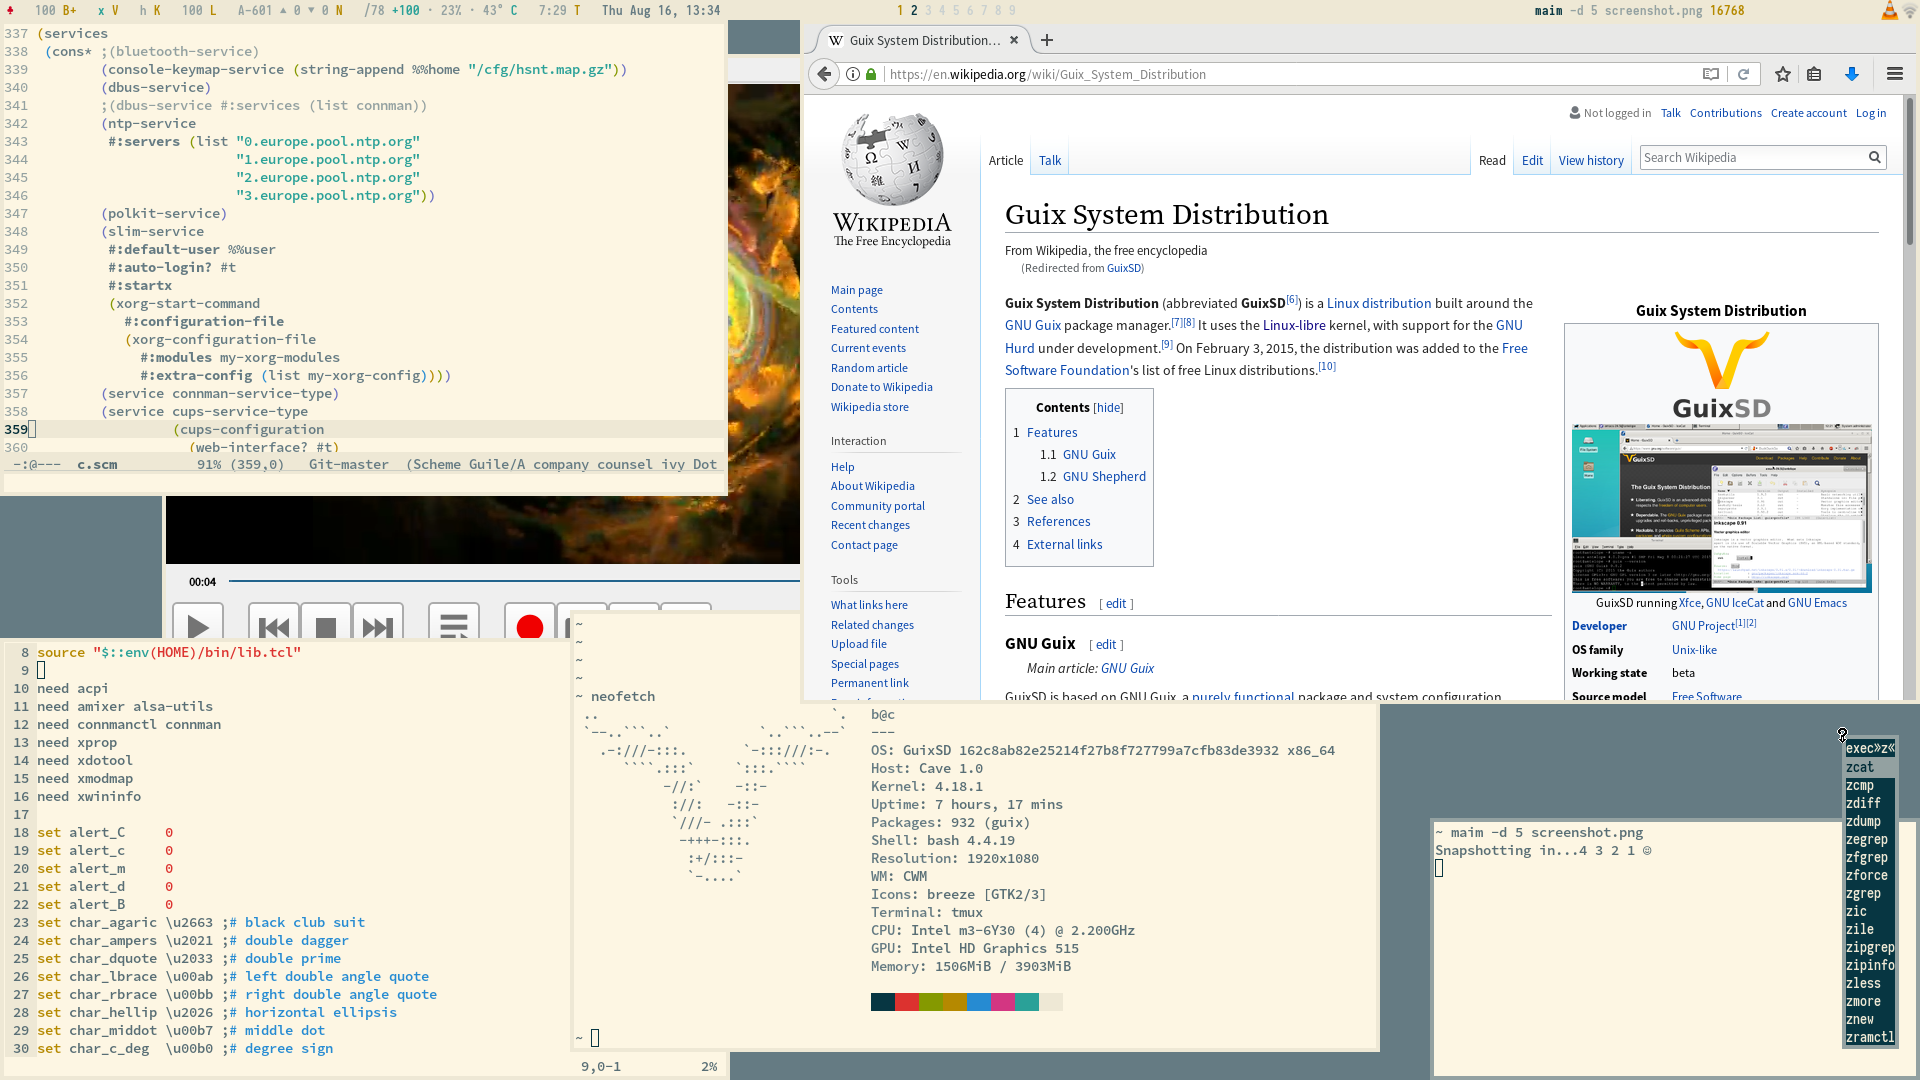 100 B+ x V h K 100 L A-601 ▲ 0 ▼ 0 N /78 +100 · 23% · 43° C 7:29 T Thu Aug 16, 13:34
1 2 3 4 5 6 7 8 9
maim -d 5 screenshot.png 16768
337 (services
338 (cons* ;(bluetooth-service)
339 (console-keymap-service (string-append %%home "/cfg/hsnt.map.gz"))
340 (dbus-service)
341 ;(dbus-service #:services (list connman))
342 (ntp-service
343 #:servers (list "0.europe.pool.ntp.org"
344 "1.europe.pool.ntp.org"
345 "2.europe.pool.ntp.org"
346 "3.europe.pool.ntp.org"))
347 (polkit-service)
348 (slim-service
349 #:default-user %%user
350 #:auto-login? #t
351 #:startx
352 (xorg-start-command
353 #:configuration-file
354 (xorg-configuration-file
355 #:modules my-xorg-modules
356 #:extra-config (list my-xorg-config))))
357 (service connman-service-type)
358 (service cups-service-type
359 (cups-configuration
360 (web-interface? #t)
-:@--- c.scm 91% (359,0) Git-master (Scheme Guile/A company counsel ivy Dot
00:04
Guix System Distribution…
https://en.wikipedia.org/wiki/Guix_System_Distribution
Not logged in Talk Contributions Create account Log in
Article Talk Read Edit View history Search Wikipedia
WIKIPEDIA
The Free Encyclopedia
Main page
Contents
Featured content
Current events
Random article
Donate to Wikipedia
Wikipedia store
Interaction
Help
About Wikipedia
Community portal
Recent changes
Contact page
Tools
What links here
Related changes
Upload file
Special pages
Permanent link
Guix System Distribution
From Wikipedia, the free encyclopedia
(Redirected from GuixSD)
Guix System Distribution (abbreviated GuixSD[6]) is a Linux distribution built around the
GNU Guix package manager.[7][8] It uses the Linux-libre kernel, with support for the GNU
Hurd under development.[9] On February 3, 2015, the distribution was added to the Free
Software Foundation's list of free Linux distributions.[10]
Contents [hide]
1 Features
1.1 GNU Guix
1.2 GNU Shepherd
2 See also
3 References
4 External links
Features [ edit ]
GNU Guix [ edit ]
Main article: GNU Guix
GuixSD is based on GNU Guix, a purely functional package and system configuration
Guix System Distribution
GuixSD
GuixSD running Xfce, GNU IceCat and GNU Emacs
Developer GNU Project[1][2]
OS family Unix-like
Working state beta
Source model Free Software
8 source "$::env(HOME)/bin/lib.tcl"
9
10 need acpi
11 need amixer alsa-utils
12 need connmanctl connman
13 need xprop
14 need xdotool
15 need xmodmap
16 need xwininfo
17
18 set alert_C 0
19 set alert_c 0
20 set alert_m 0
21 set alert_d 0
22 set alert_B 0
23 set char_agaric \u2663 ;# black club suit
24 set char_ampers \u2021 ;# double dagger
25 set char_dquote \u2033 ;# double prime
26 set char_lbrace \u00ab ;# left double angle quote
27 set char_rbrace \u00bb ;# right double angle quote
28 set char_hellip \u2026 ;# horizontal ellipsis
29 set char_middot \u00b7 ;# middle dot
30 set char_c_deg \u00b0 ;# degree sign
9,0-1 2%
~
~
~
~
~ neofetch
b@c
---
OS: GuixSD 162c8ab82e25214f27b8f727799a7cfb83de3932 x86_64
Host: Cave 1.0
Kernel: 4.18.1
Uptime: 7 hours, 17 mins
Packages: 932 (guix)
Shell: bash 4.4.19
Resolution: 1920x1080
WM: CWM
Icons: breeze [GTK2/3]
Terminal: tmux
CPU: Intel m3-6Y30 (4) @ 2.200GHz
GPU: Intel HD Graphics 515
Memory: 1506MiB / 3903MiB
~
~ maim -d 5 screenshot.png
Snapshotting in...4 3 2 1 ☺
exec»z«
zcat
zcmp
zdiff
zdump
zegrep
zfgrep
zforce
zgrep
zic
zile
zipgrep
zipinfo
zless
zmore
znew
zramctl